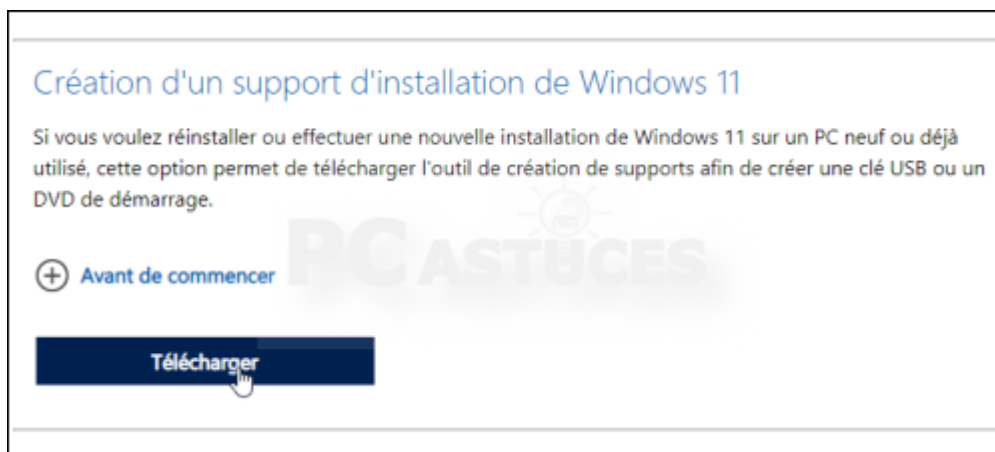 Création d'un support d'installation de Windows 11
Si vous voulez réinstaller ou effectuer une nouvelle installation de Windows 11 sur un PC neuf ou déjà
utilisé, cette option permet de télécharger l'outil de création de supports afin de créer une clé USB ou un
DVD de démarrage.
PC ASTUCES
Avant de commencer
Télécharger